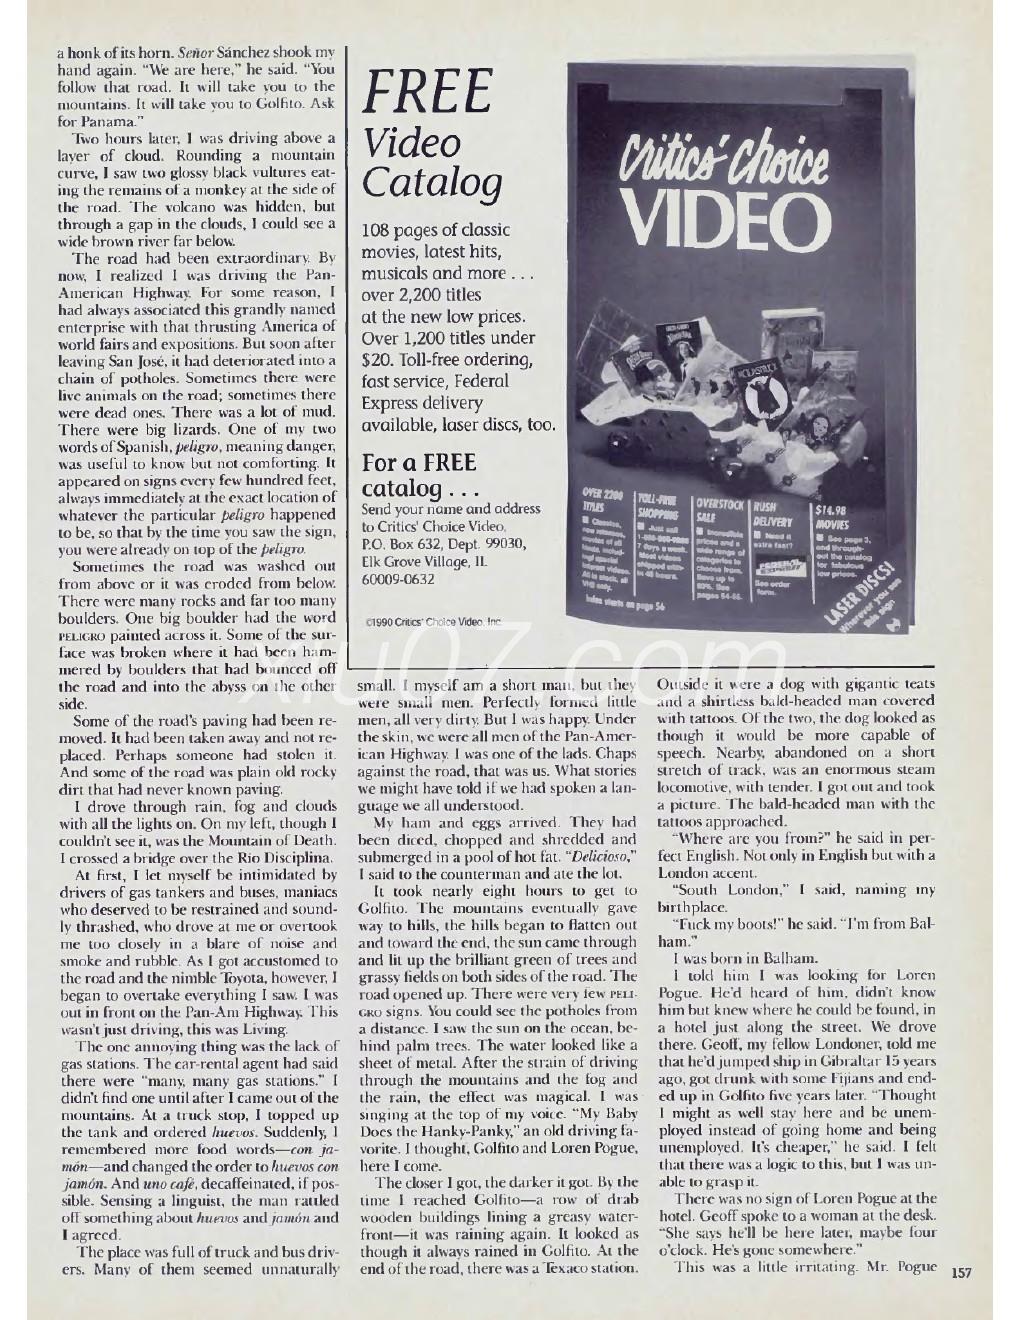 a honk of its horn. Señor Sánchez shook my
hand again. “We are here,” he said. “You
follow that road. It will take you to the
mountains. It will take you to Golfito. Ask
for Panama.”
Two hours later, I was driving above a
layer of cloud. Rounding a mountain
curve, I saw two glossy black vultures eat-
ing the remains of a monkey at the side of
the road. The volcano was hidden, but
through a gap in the clouds, I could see a
wide brown river far below.
The road had been extraordinary. By
now, I realized I was driving the Pan-
American Highway. For some reason, I
had always associated this grandly named
enterprise with that thrusting America of
world fairs and expositions. But soon after
leaving San José, it had deteriorated into a
chain of potholes. Sometimes there were
live animals on the road; sometimes there
were dead ones. There was a lot of mud.
There were big lizards. One of my two
words of Spanish, peligro, meaning danger,
was useful to know but not comforting. It
appeared on signs every few hundred feet,
always immediately at the exact location of
whatever the particular peligro happened
to be, so that by the time you saw the sign,
you were already on top of the peligro.
Sometimes the road was washed out
from above or it was eroded from below.
There were many rocks and far too many
boulders. One big boulder had the word
PELIGRO painted across it. Some of the sur-
face was broken where it had been ham-
mered by boulders that had bounced off
the road and into the abyss on the other
side.
Some of the road’s paving had been re-
moved. It had been taken away and not re-
placed. Perhaps someone had stolen it.
And some of the road was plain old rocky
dirt that had never known paving.
I drove through rain, fog and clouds
with all the lights on. On my left, though I
couldn’t see it, was the Mountain of Death.
I crossed a bridge over the Rio Disciplina.
At first, I let myself be intimidated by
drivers of gas tankers and buses, maniacs
who deserved to be restrained and sound-
ly thrashed, who drove at me or overtook
me too closely in a blare of noise and
smoke and rubble. As I got accustomed to
the road and the nimble Toyota, however, I
began to overtake everything I saw. I was
out in front on the Pan-Am Highway. This
wasn’t just driving, this was Living.
The one annoying thing was the lack of
gas stations. The car-rental agent had said
there were “many, many gas stations.” I
didn’t find one until after I came out of the
mountains. At a truck stop, I topped up
the tank and ordered huevos. Suddenly, I
remembered more food words—con ja-
món—and changed the order to huevos con
jamón. And uno café, decaffeinated, if pos-
sible. Sensing a linguist, the man rattled
off something about huevos and jamón and
I agreed.
The place was full of truck and bus driv-
ers. Many of them seemed unnaturally
FREE
Video
Catalog
108 pages of classic
movies, latest hits,
musicals and more . . .
over 2,200 titles
at the new low prices.
Over 1,200 titles under
$20. Toll-free ordering,
fast service, Federal
Express delivery
available, laser discs, too.
For a FREE
catalog . . .
Send your name and address
to Critics’ Choice Video,
P.O. Box 632, Dept. 99030,
Elk Grove Village, IL
60009-0632
©1990 Critics’ Choice Video, Inc.
Critics’ Choice
VIDEO
OVER 2200
TITLES
TOLL-FREE
SHOPPING
OVERSTOCK
SALE
RUSH
DELIVERY
Need it
extra fast?
FEDERAL
EXPRESS
See order
form.
$14.98
MOVIES
See page 3,
and through-
out the catalog
for fabulous
low prices.
Index starts on page 56
LASER DISCS!
Wherever you see
this sign
xiu07.com
small. I myself am a short man, but they
were small men. Perfectly formed little
men, all very dirty. But I was happy. Under
the skin, we were all men of the Pan-Amer-
ican Highway. I was one of the lads. Chaps
against the road, that was us. What stories
we might have told if we had spoken a lan-
guage we all understood.
My ham and eggs arrived. They had
been diced, chopped and shredded and
submerged in a pool of hot fat. “Delicioso,”
I said to the counterman and ate the lot.
It took nearly eight hours to get to
Golfito. The mountains eventually gave
way to hills, the hills began to flatten out
and toward the end, the sun came through
and lit up the brilliant green of trees and
grassy fields on both sides of the road. The
road opened up. There were very few PELI-
GRO signs. You could see the potholes from
a distance. I saw the sun on the ocean, be-
hind palm trees. The water looked like a
sheet of metal. After the strain of driving
through the mountains and the fog and
the rain, the effect was magical. I was
singing at the top of my voice. “My Baby
Does the Hanky-Panky,” an old driving fa-
vorite. I thought, Golfito and Loren Pogue,
here I come.
The closer I got, the darker it got. By the
time I reached Golfito—a row of drab
wooden buildings lining a greasy water-
front—it was raining again. It looked as
though it always rained in Golfito. At the
end of the road, there was a Texaco station.
Outside it were a dog with gigantic teats
and a shirtless bald-headed man covered
with tattoos. Of the two, the dog looked as
though it would be more capable of
speech. Nearby, abandoned on a short
stretch of track, was an enormous steam
locomotive, with tender. I got out and took
a picture. The bald-headed man with the
tattoos approached.
“Where are you from?” he said in per-
fect English. Not only in English but with a
London accent.
“South London,” I said, naming my
birthplace.
“Fuck my boots!” he said. “I’m from Bal-
ham.”
I was born in Balham.
I told him I was looking for Loren
Pogue. He’d heard of him, didn’t know
him but knew where he could be found, in
a hotel just along the street. We drove
there. Geoff, my fellow Londoner, told me
that he’d jumped ship in Gibraltar 15 years
ago, got drunk with some Fijians and end-
ed up in Golfito five years later. “Thought
I might as well stay here and be unem-
ployed instead of going home and being
unemployed. It’s cheaper,” he said. I felt
that there was a logic to this, but I was un-
able to grasp it.
There was no sign of Loren Pogue at the
hotel. Geoff spoke to a woman at the desk.
“She says he’ll be here later, maybe four
o’clock. He’s gone somewhere.”
This was a little irritating. Mr. Pogue
157